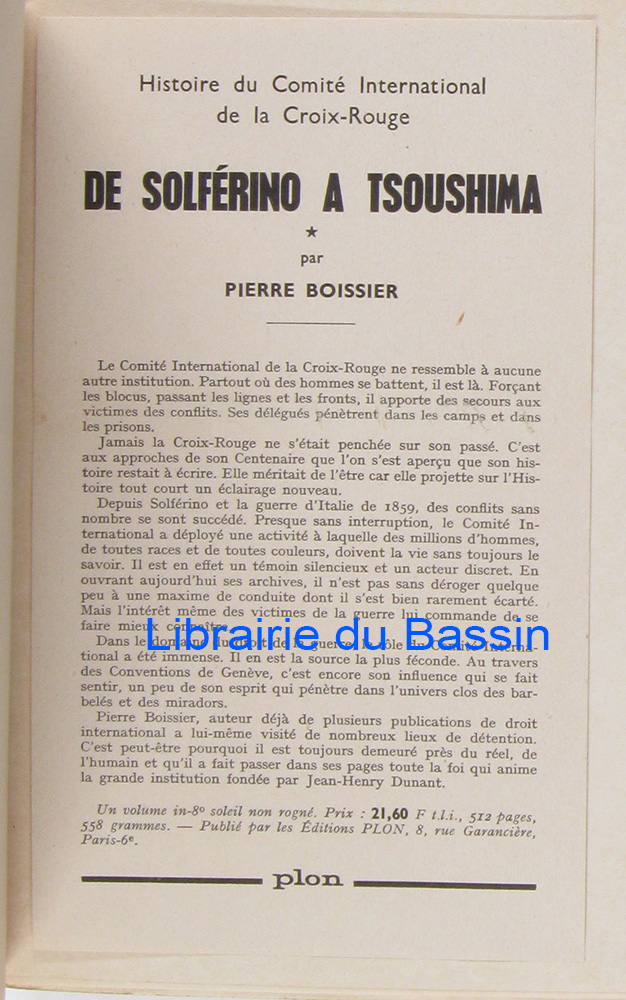 Histoire du Comité International
de la Croix-Rouge
DE SOLFÉRINO A TSOUSHIMA
★
par
PIERRE BOISSIER
Le Comité International de la Croix-Rouge ne ressemble à aucune
autre institution. Partout où des hommes se battent, il est là. Forçant
les blocus, passant les lignes et les fronts, il apporte des secours aux
victimes des conflits. Ses délégués pénètrent dans les camps et dans
les prisons.
Jamais la Croix-Rouge ne s'était penchée sur son passé. C'est
aux approches de son Centenaire que l'on s'est aperçu que son his-
toire restait à écrire. Elle méritait de l'être car elle projette sur l'His-
toire tout court un éclairage nouveau.
Depuis Solférino et la guerre d'Italie de 1859, des conflits sans
nombre se sont succédé. Presque sans interruption, le Comité In-
ternational a déployé une activité à laquelle des millions d'hommes,
de toutes races et de toutes couleurs, doivent la vie sans toujours le
savoir. Il est en effet un témoin silencieux et un acteur discret. En
ouvrant aujourd'hui ses archives, il n'est pas sans déroger quelque
peu à une maxime de conduite dont il s'est bien rarement écarté.
Mais l'intérêt même des victimes de la guerre lui commande de se
faire mieux connaître.
Librairie du Bassin
Dans le domaine du droit de la guerre, le rôle du Comité Interna-
tional a été immense. Il en est la source la plus féconde. Au travers
des Conventions de Genève, c'est encore son influence qui se fait
sentir, un peu de son esprit qui pénètre dans l'univers clos des bar-
belés et des miradors.
Pierre Boissier, auteur déjà de plusieurs publications de droit
international a lui-même visité de nombreux lieux de détention.
C'est peut-être pourquoi il est toujours demeuré près du réel, de
l'humain et qu'il a fait passer dans ses pages toute la foi qui anime
la grande institution fondée par Jean-Henry Dunant.
Un volume in-8º soleil non rogné. Prix : 21,60 F t.l.i., 512 pages,
558 grammes. — Publié par les Éditions PLON, 8, rue Garancière,
Paris-6e.
plon